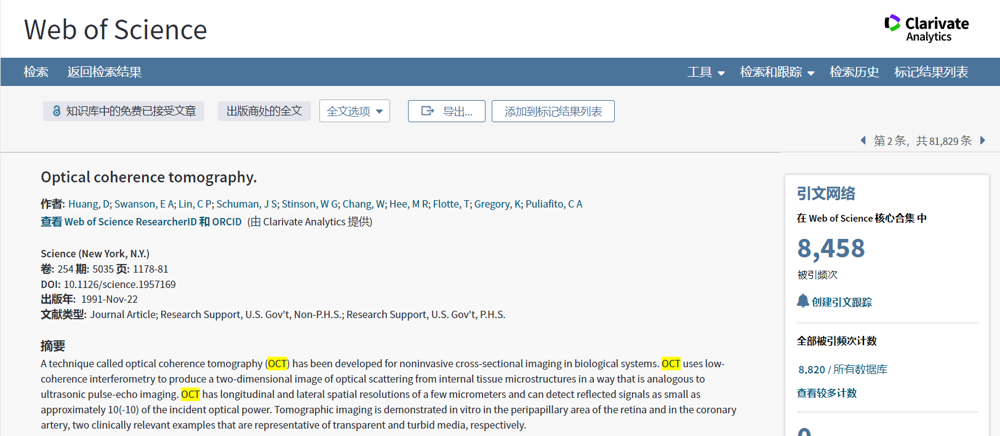 Web of Science
Clarivate
Analytics
检索 返回检索结果 工具 检索和跟踪 检索历史 标记结果列表
知识库中的免费已接受文章 出版商处的全文 全文选项 导出... 添加到标记结果列表
第 2 条，共 81,829 条
Optical coherence tomography.
作者: Huang, D; Swanson, E A; Lin, C P; Schuman, J S; Stinson, W G; Chang, W; Hee, M R; Flotte, T; Gregory, K; Puliafito, C A
查看 Web of Science ResearcherID 和 ORCID (由 Clarivate Analytics 提供)
Science (New York, N.Y.)
卷: 254 期: 5035 页: 1178-81
DOI: 10.1126/science.1957169
出版年: 1991-Nov-22
文献类型: Journal Article; Research Support, U.S. Gov't, Non-P.H.S.; Research Support, U.S. Gov't, P.H.S.
摘要
A technique called optical coherence tomography (OCT) has been developed for noninvasive cross-sectional imaging in biological systems. OCT uses low-
coherence interferometry to produce a two-dimensional image of optical scattering from internal tissue microstructures in a way that is analogous to
ultrasonic pulse-echo imaging. OCT has longitudinal and lateral spatial resolutions of a few micrometers and can detect reflected signals as small as
approximately 10(-10) of the incident optical power. Tomographic imaging is demonstrated in vitro in the peripapillary area of the retina and in the coronary
artery, two clinically relevant examples that are representative of transparent and turbid media, respectively.
引文网络
在 Web of Science 核心合集 中
8,458
被引频次
创建引文跟踪
全部被引频次计数
8,820 / 所有数据库
查看较多计数